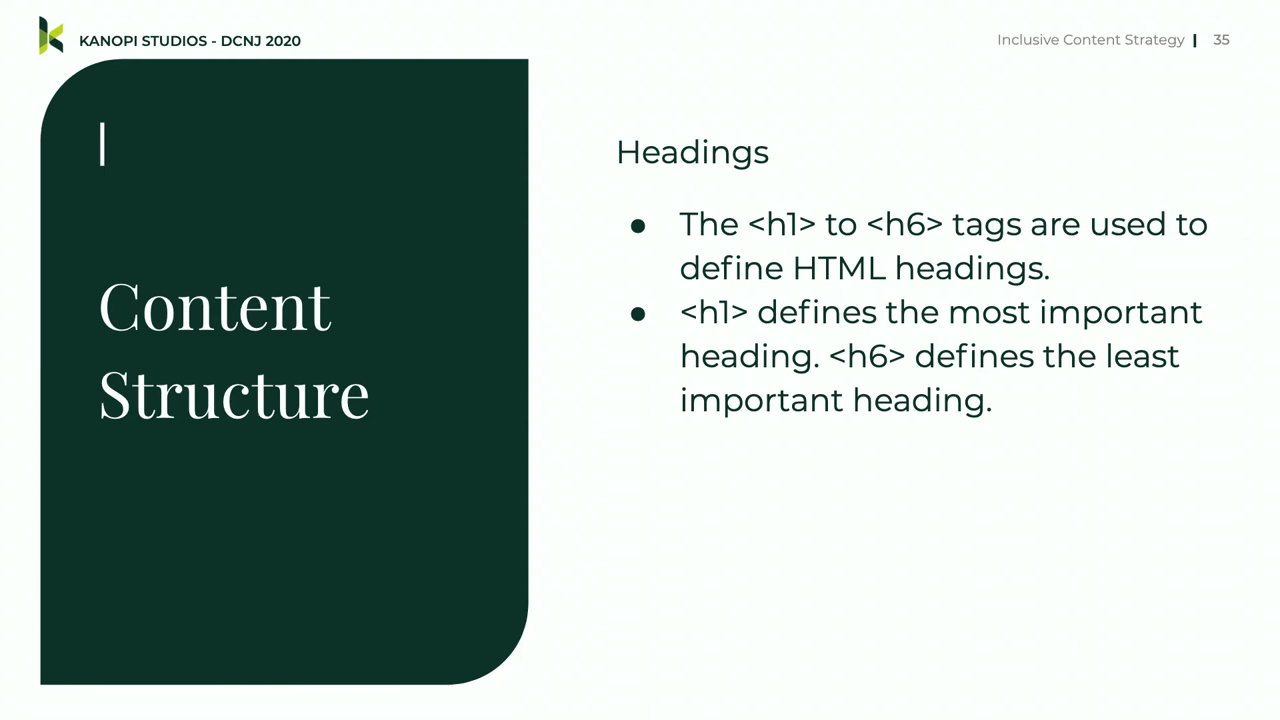 KANOPI STUDIOS - DCNJ 2020
Inclusive Content Strategy | 35
Content
Structure
Headings
● The <h1> to <h6> tags are used to
define HTML headings.
● <h1> defines the most important
heading. <h6> defines the least
important heading.